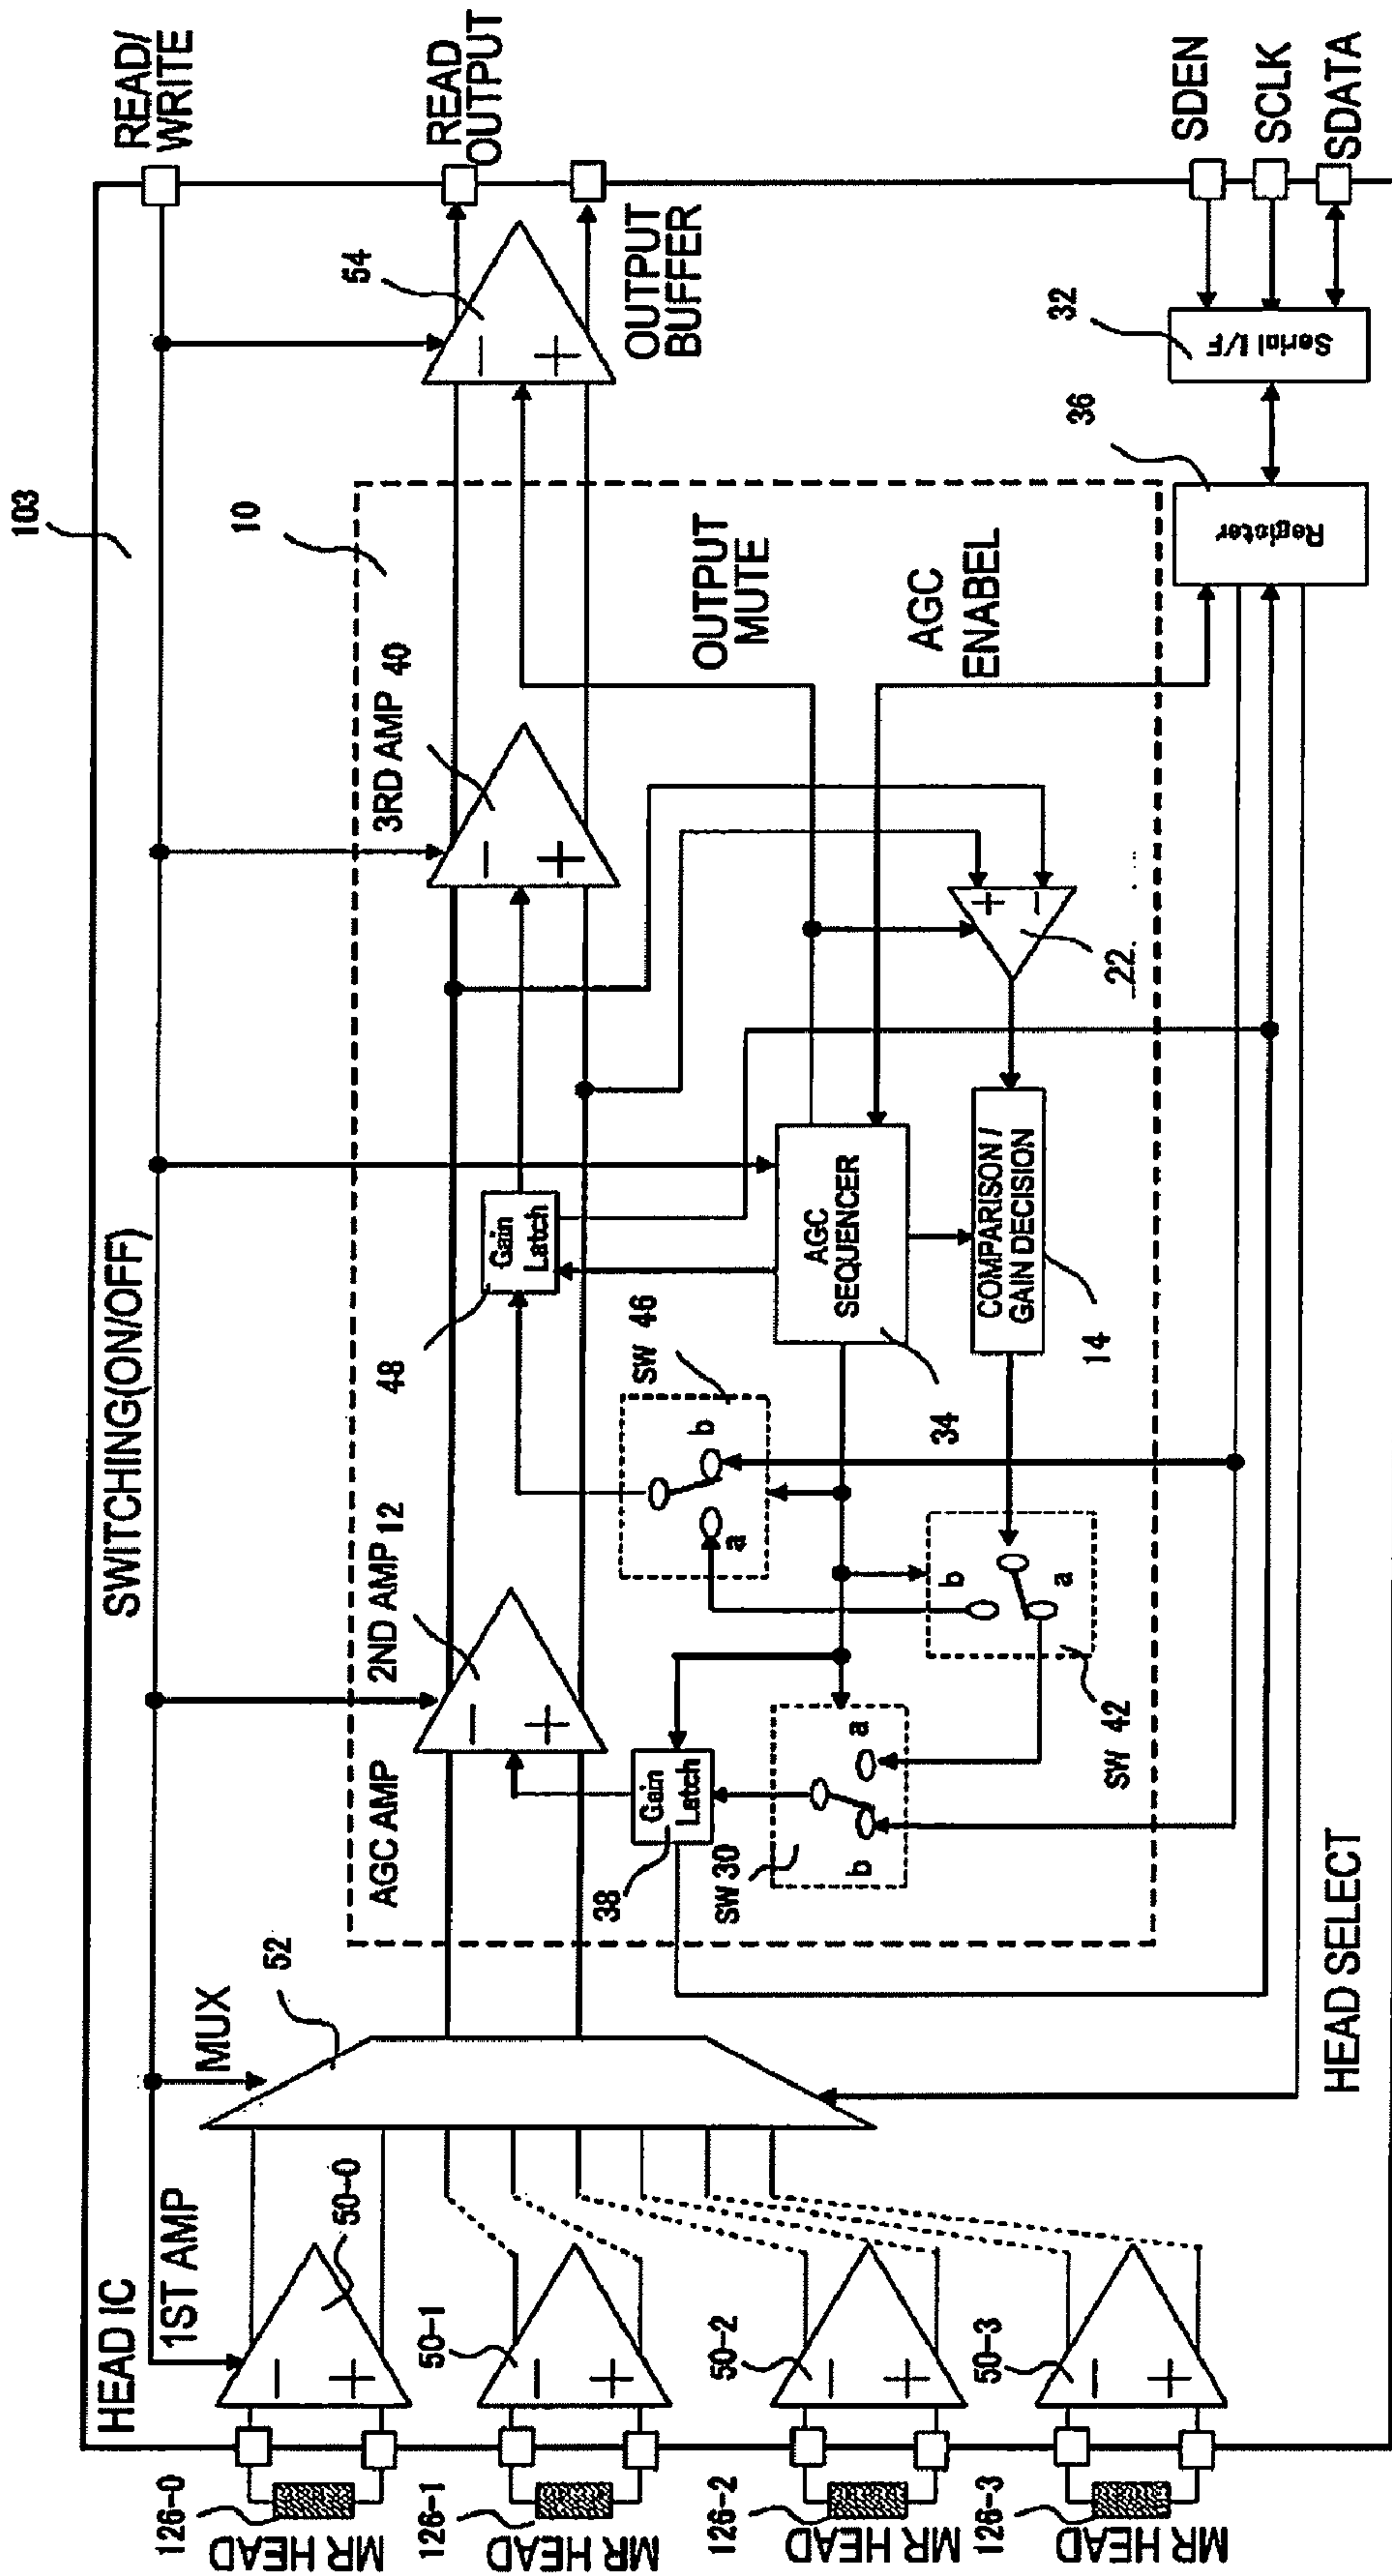 103
READ/
WRITE
SWITCHING(ON/OFF)
HEAD IC
1ST AMP
MUX
52
AGC AMP
2ND AMP 12
3RD AMP 40
10
54
READ
OUTPUT
OUTPUT
BUFFER
126-0
MR HEAD
50-0
126-1
MR HEAD
50-1
126-2
MR HEAD
50-2
126-3
MR HEAD
50-3
−
+
−
+
−
+
−
+
−
+
−
+
−
+
38
Gain
Latch
48
Gain
Latch
SW 30
b
a
SW 46
a
b
SW 42
b
a
AGC
SEQUENCER
34
COMPARISON /
GAIN DECISION
14
+
−
22
OUTPUT
MUTE
AGC
ENABEL
Register
36
Serial I/F
32
SDEN
SCLK
SDATA
HEAD SELECT